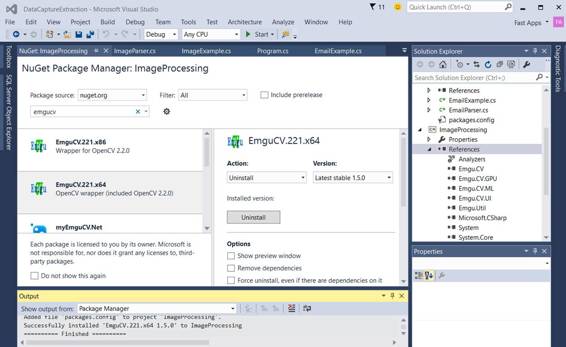 DataCaptureExtraction - Microsoft Visual Studio
11
Quick Launch (Ctrl+Q)
File Edit View Project Build Debug Team Tools Test Architecture Analyze Window Help
Fast Apps
Debug Any CPU Start
Toolbox
SQL Server Object Explorer
NuGet: ImageProcessing ImageParser.cs ImageExample.cs Program.cs EmailExample.cs
NuGet Package Manager: ImageProcessing
Package source: nuget.org Filter: All Include prerelease
emgucv
EmguCV.221.x86
Wrapper for OpenCV 2.2.0
EmguCV.221.x64
OpenCV wrapper (included OpenCV 2.2.0)
myEmguCV.Net
Each package is licensed to you by its owner. Microsoft is
not responsible for, nor does it grant any licenses to, third-
party packages.
Do not show this again
EmguCV.221.x64
Action: Version:
Uninstall Latest stable 1.5.0
Installed version:
Uninstall
Options
Show preview window
Remove dependencies
Force uninstall, even if there are dependencies on it
Output
Show output from: Package Manager
Added file 'packages.config' to project 'ImageProcessing'.
Successfully installed 'EmguCV.221.x64 1.5.0' to ImageProcessing
========== Finished ==========
Solution Explorer
Search Solution Explorer (Ctrl+;)
References
EmailExample.cs
EmailParser.cs
packages.config
ImageProcessing
Properties
References
Analyzers
Emgu.CV
Emgu.CV.GPU
Emgu.CV.ML
Emgu.CV.UI
Emgu.Util
Microsoft.CSharp
System
System.Core
Properties
Diagnostic Tools